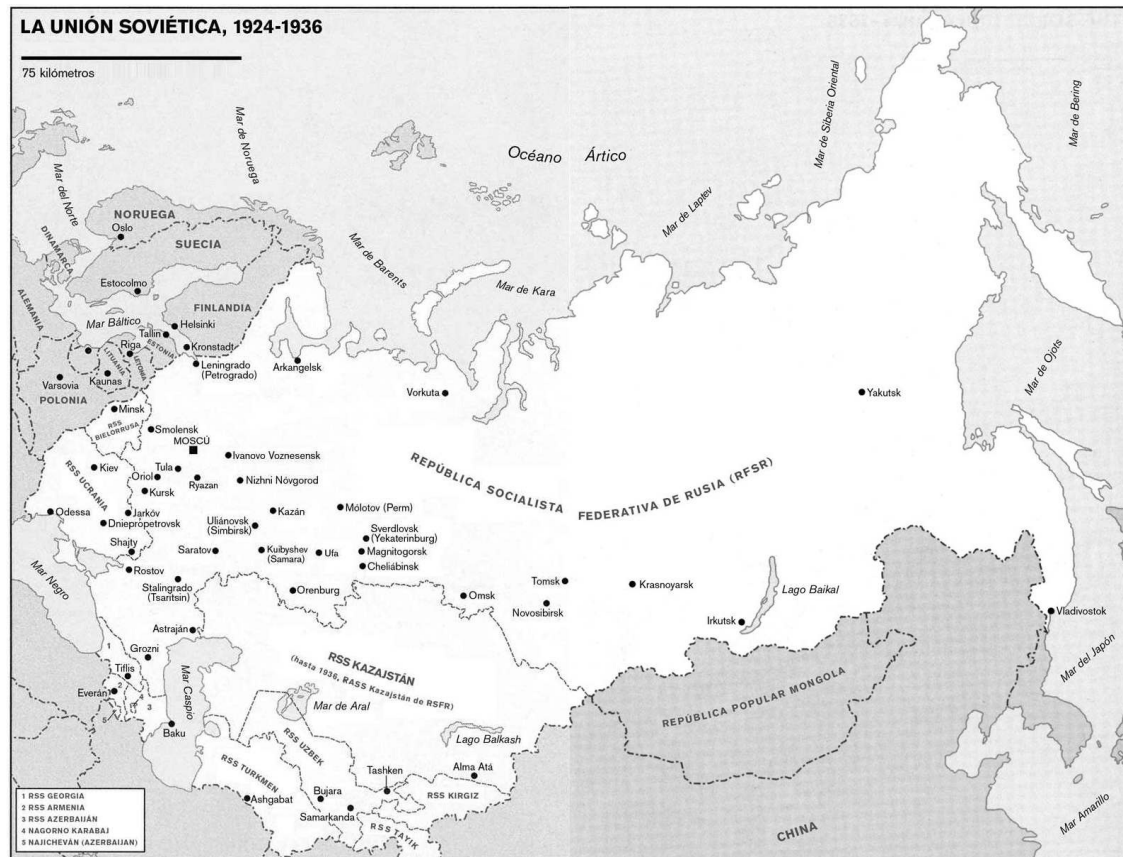 LA UNIÓN SOVIÉTICA, 1924-1936
75 kilómetros
Mar de Noruega
Mar del Norte
Océano Ártico
Mar de Siberia Oriental
Mar de Bering
Mar de Laptev
Mar de Barents
Mar de Kara
Mar de Ojots
NORUEGA
Oslo
SUECIA
DINAMARCA
Estocolmo
ALEMANIA
FINLANDIA
Mar Báltico
Helsinki
Tallin
ESTONIA
Kronstadt
Riga
LETONIA
LITUANIA
Kaunas
Leningrado
(Petrogrado)
Arkangelsk
Varsovia
POLONIA
Vorkuta
Yakutsk
Minsk
RSS
BIELORRUSA
Smolensk
MOSCÚ
Ivanovo Voznesensk
REPÚBLICA SOCIALISTA FEDERATIVA DE RUSIA (RFSR)
Kiev
RSS UCRANIA
Tula
Oriol
Ryazan
Nizhni Nóvgorod
Kursk
Odessa
Jarkóv
Dniepropetrovsk
Kazán
Mólotov (Perm)
Uliánovsk
(Simbirsk)
Sverdlovsk
(Yekaterinburg)
Shajty
Saratov
Kuibyshev
(Samara)
Ufa
Magnitogorsk
Cheliábinsk
Mar Negro
Rostov
Stalingrado
(Tsaritsin)
Orenburg
Omsk
Tomsk
Novosibirsk
Krasnoyarsk
Lago Baikal
Irkutsk
Vladivostok
Astraján
Grozni
1
Tiflis
Everán
2
4
3
5
Mar Caspio
Baku
RSS KAZAJSTÁN
(hasta 1936, RASS Kazajstán de RSFR)
Mar de Aral
Lago Balkash
REPÚBLICA POPULAR MONGOLA
Mar del Japón
RSS UZBEK
RSS TURKMEN
Tashken
Alma Atá
RSS KIRGIZ
Ashgabat
Bujara
Samarkanda
RSS TAYIK
CHINA
Mar Amarillo
1 RSS GEORGIA
2 RSS ARMENIA
3 RSS AZERBAIJÁN
4 NAGORNO KARABAJ
5 NAJICHEVÁN (AZERBAIJAN)